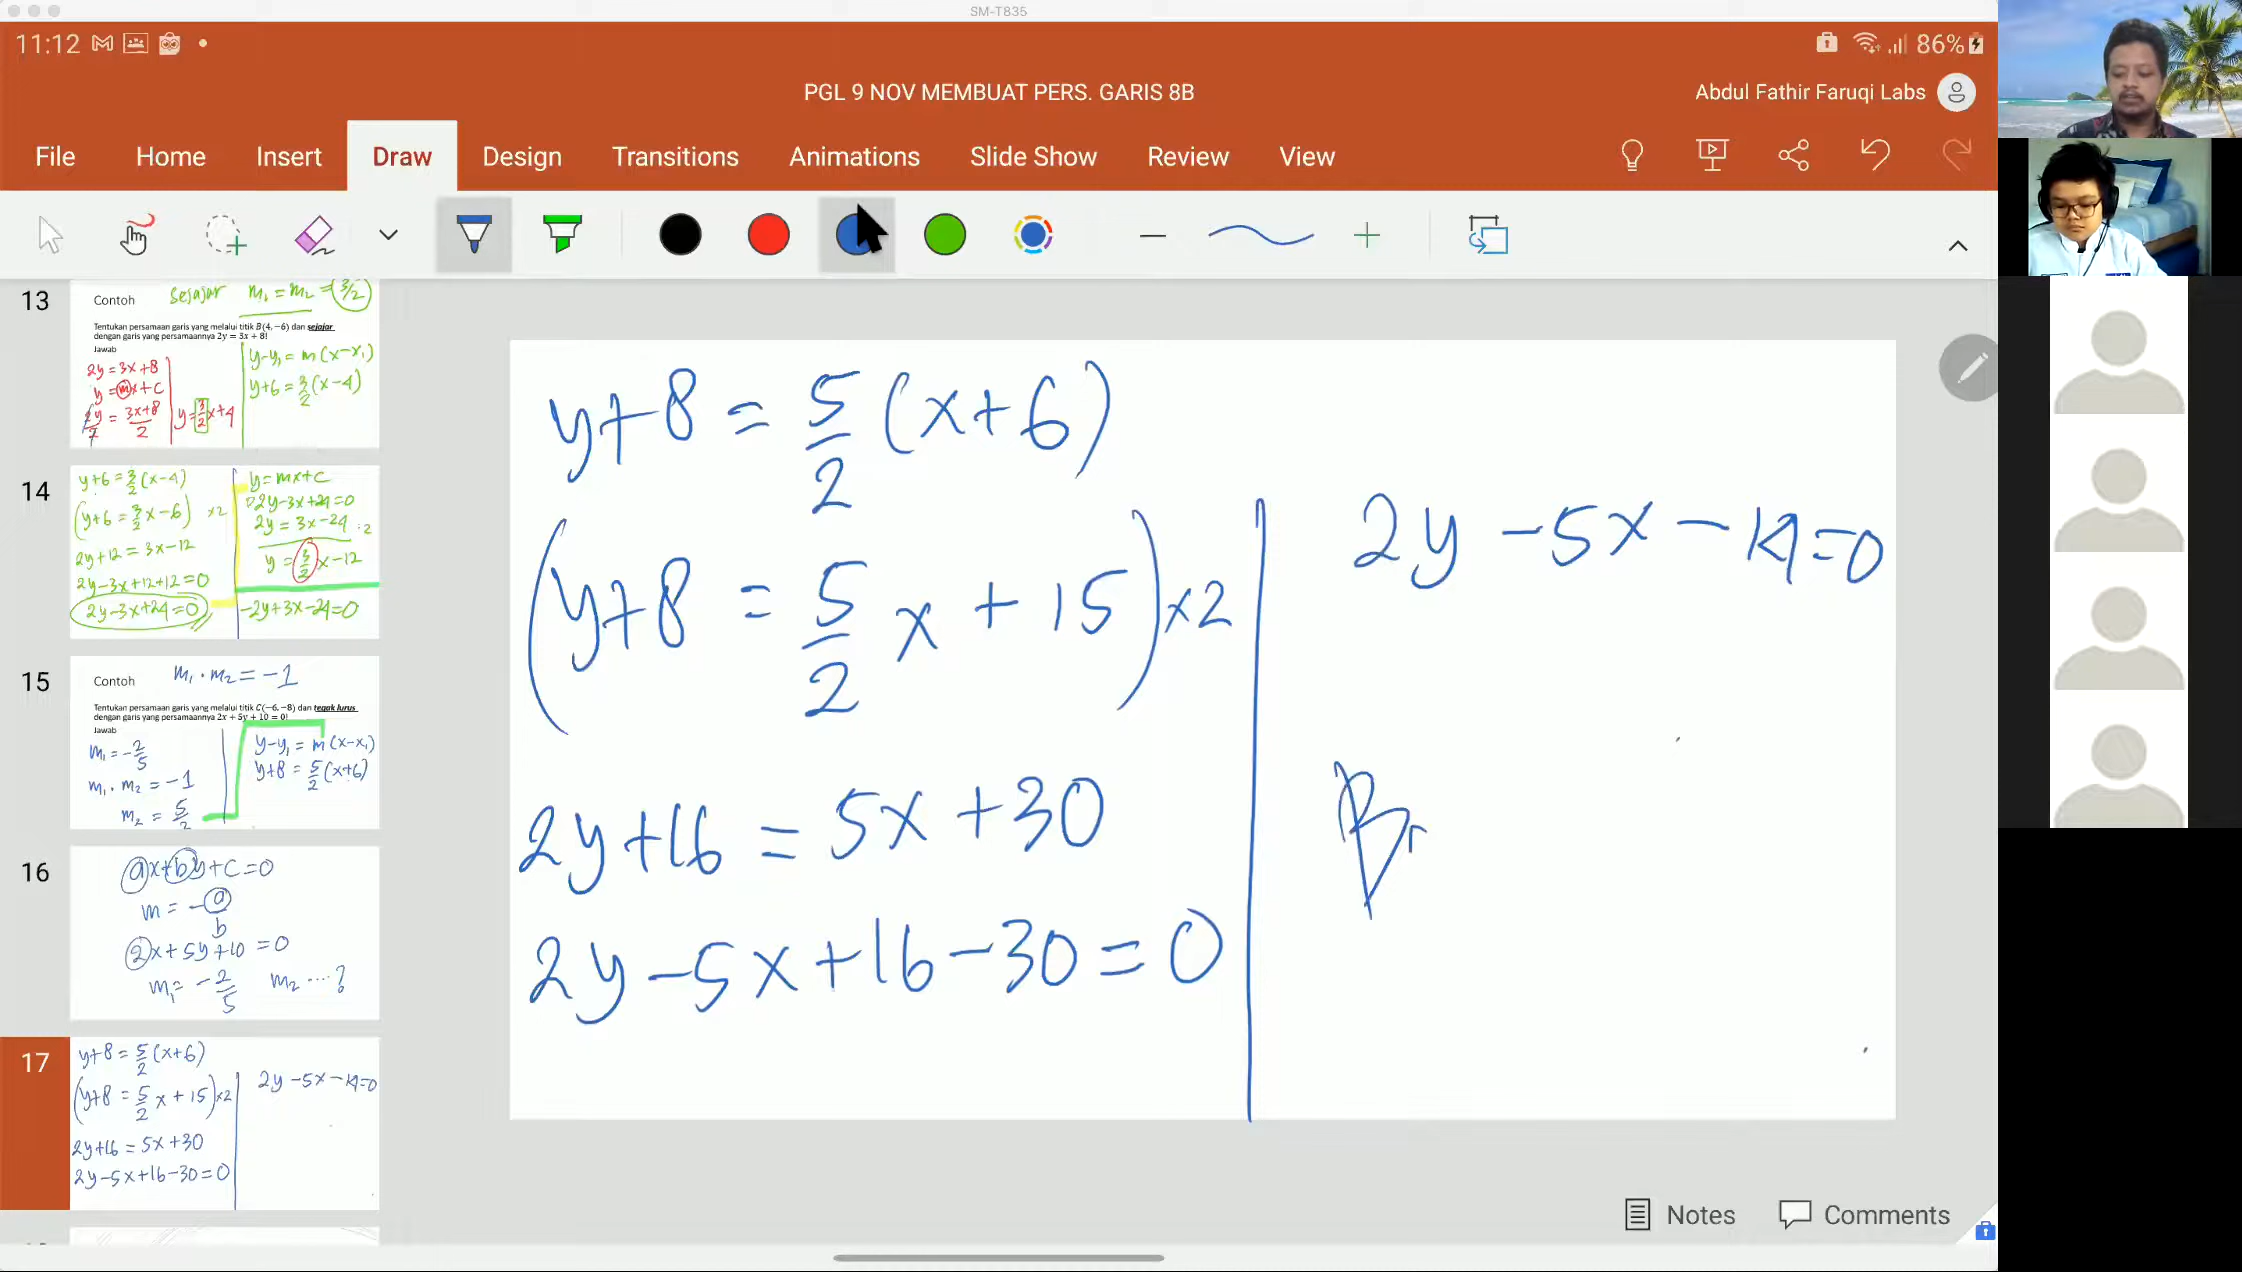 SM-T835
11:12
86%
PGL 9 NOV MEMBUAT PERS. GARIS 8B
Abdul Fathir Faruqi Labs
File Home Insert Draw Design Transitions Animations Slide Show Review View
13
Contoh
Sejajar m₁ = m₂ = 3/2
Tentukan persamaan garis yang melalui titik B(4, −6) dan sejajar
dengan garis yang persamaannya 2y = 3x + 8!
Jawab
2y = 3x+8
y = mx+c
2y/2 = 3x+8/2
y = 3/2 x+4
y−y₁ = m(x−x₁)
y+6 = 3/2 (x−4)
14
y+6 = 3/2 (x−4)
(y+6 = 3/2 x−6) ×2
2y+12 = 3x−12
2y−3x+12+12=0
2y−3x+24=0
y=mx+c
2y−3x+24=0
2y = 3x−24 :2
y = 3/2 x−12
−2y+3x−24=0
15
Contoh
m₁ . m₂ = −1
Tentukan persamaan garis yang melalui titik C(−6, −8) dan tegak lurus
dengan garis yang persamaannya 2x + 5y + 10 = 0!
Jawab
m₁ = −2/5
m₁ . m₂ = −1
m₂ = 5/2
y−y₁ = m(x−x₁)
y+8 = 5/2 (x+6)
16
ax+by+c=0
m = −a/b
2x+5y+10 = 0
m₁ = −2/5 m₂ ....?
17
y+8 = 5/2 (x+6)
(y+8 = 5/2 x + 15) ×2
2y+16 = 5x+30
2y−5x+16−30=0
2y−5x−14=0
y+8 = 5/2 (x+6)
(y+8 = 5/2 x + 15) ×2
2y+16 = 5x+30
2y−5x+16−30=0
2y−5x−14=0
Br
Notes Comments